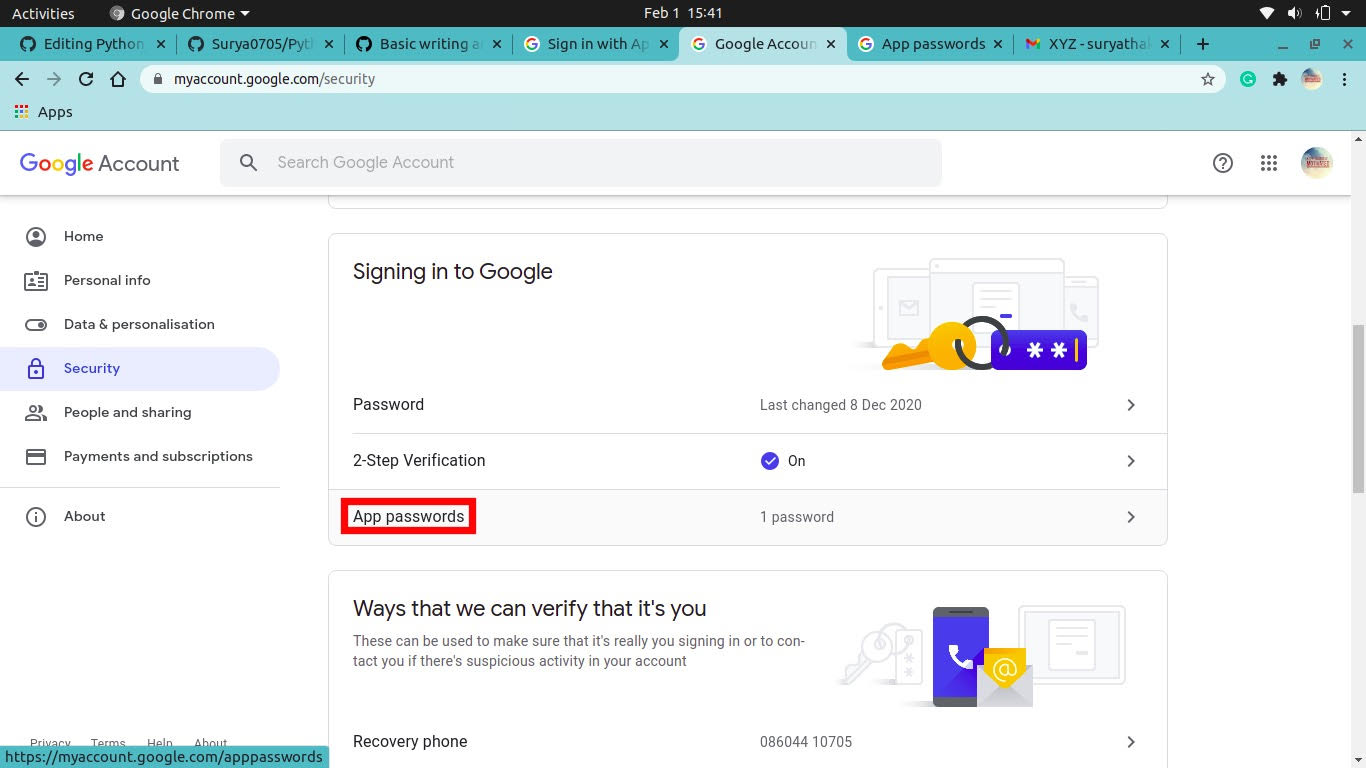 Activities
Google Chrome
Feb 1 15:41
Editing Python
Surya0705/Pyth
Basic writing a
Sign in with Ap
Google Accoun
App passwords
XYZ - suryathak
myaccount.google.com/security
Apps
Google Account
Search Google Account
Home
Personal info
Data & personalisation
Security
People and sharing
Payments and subscriptions
About
Signing in to Google
Password
Last changed 8 Dec 2020
2-Step Verification
On
App passwords
1 password
Ways that we can verify that it's you
These can be used to make sure that it's really you signing in or to con-
tact you if there's suspicious activity in your account
Recovery phone
086044 10705
Privacy Terms Help About
https://myaccount.google.com/apppasswords